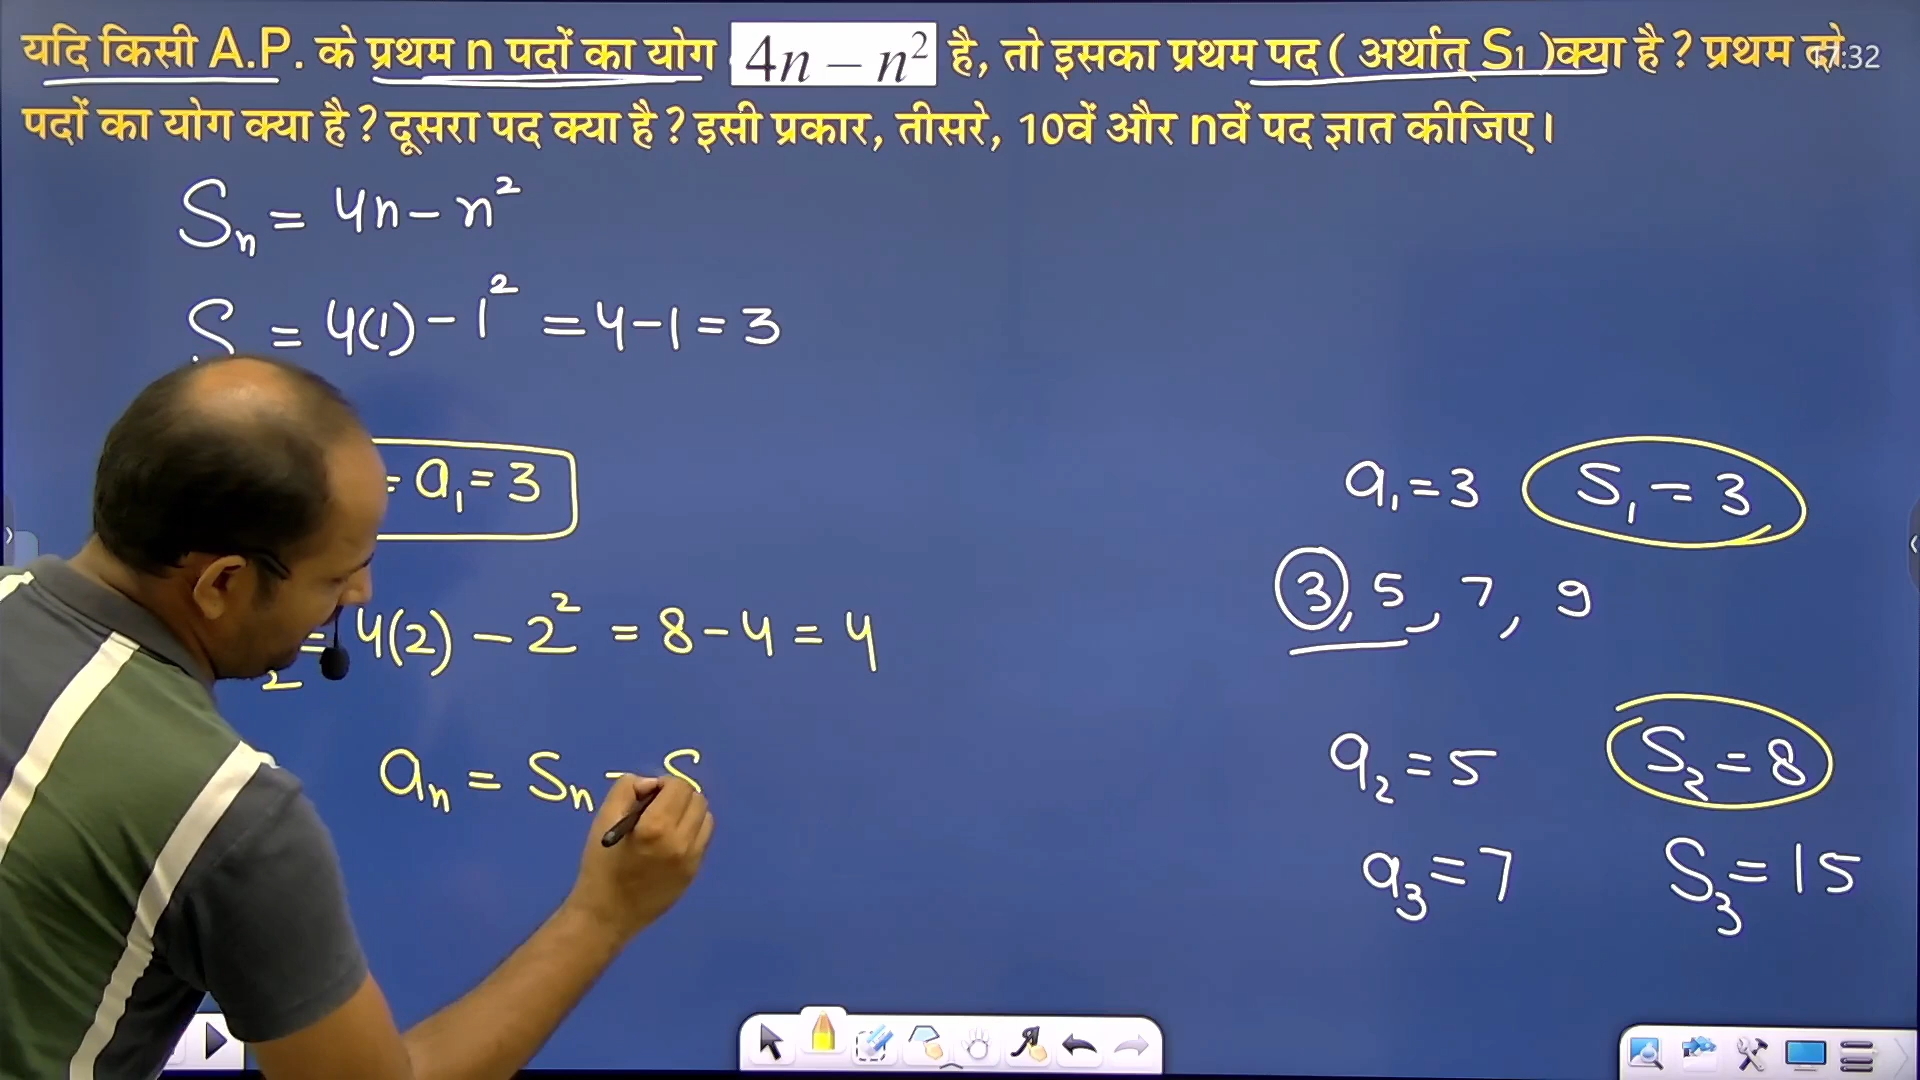 यदि किसी A.P. के प्रथम n पदों का योग 4n – n² है, तो इसका प्रथम पद ( अर्थात् S₁ )क्या है ? प्रथम दो
:32
पदों का योग क्या है ? दूसरा पद क्या है ? इसी प्रकार, तीसरे, 10वें और nवें पद ज्ञात कीजिए।
Sₙ = 4n – n²
S = 4(1) – 1² = 4 – 1 = 3
= a₁ = 3
a₁ = 3 S₁ = 3
3, 5, 7, 9
₂ = 4(2) – 2² = 8 – 4 = 4
a₂ = 5 S₂ = 8
aₙ = Sₙ – S
a₃ = 7 S₃ = 15